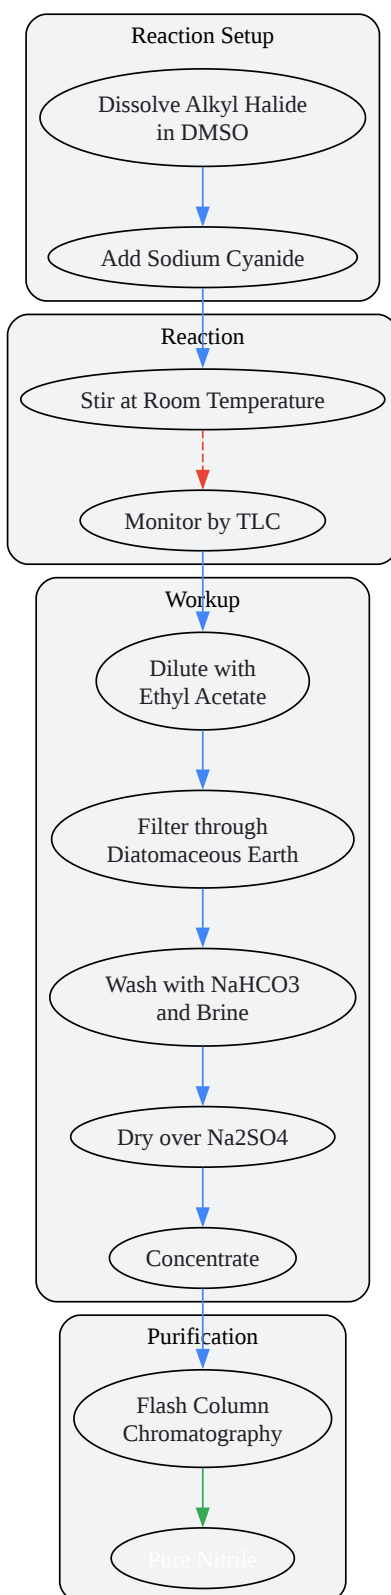 Reaction Setup
Dissolve Alkyl Halide
in DMSO
Add Sodium Cyanide
Reaction
Stir at Room Temperature
Monitor by TLC
Workup
Dilute with
Ethyl Acetate
Filter through
Diatomaceous Earth
Wash with NaHCO3
and Brine
Dry over Na2SO4
Concentrate
Purification
Flash Column
Chromatography
Pure Nitrile